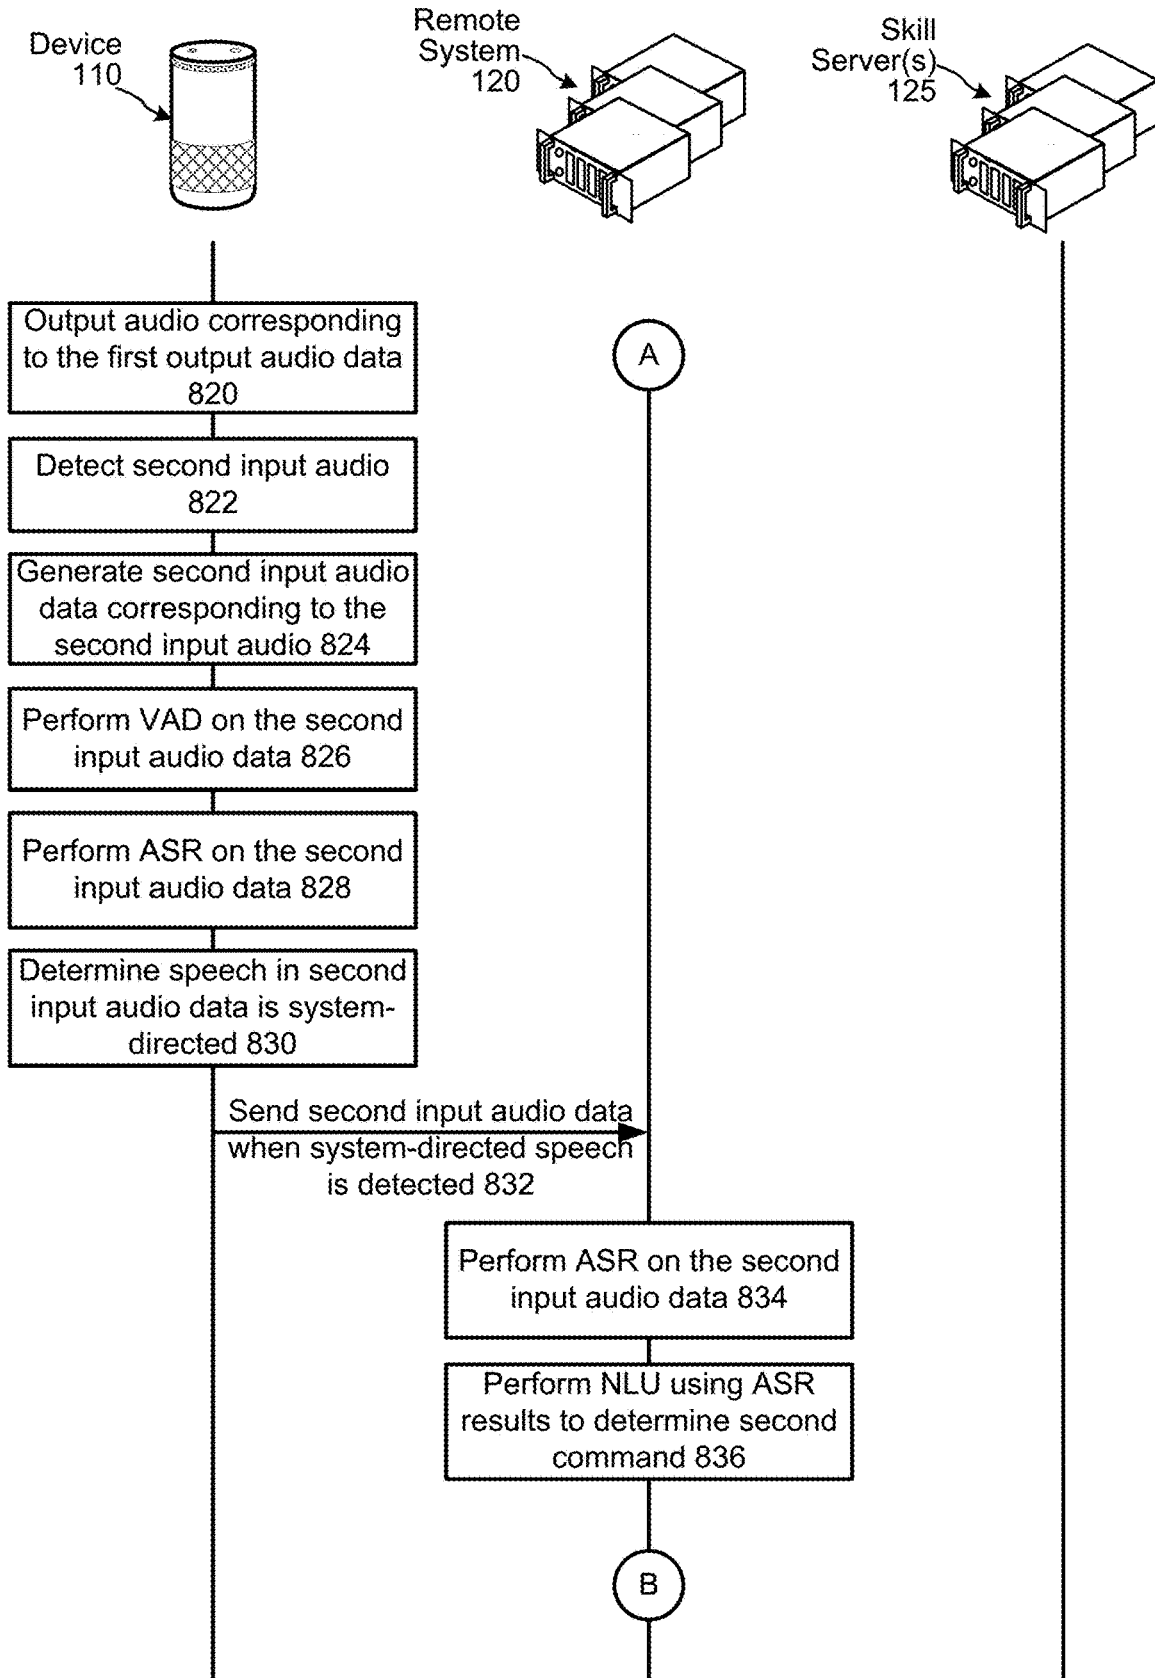 Device
110
Remote
System
120
Skill
Server(s)
125
Output audio corresponding
to the first output audio data
820
A
Detect second input audio
822
Generate second input audio
data corresponding to the
second input audio 824
Perform VAD on the second
input audio data 826
Perform ASR on the second
input audio data 828
Determine speech in second
input audio data is system-
directed 830
Send second input audio data
when system-directed speech
is detected 832
Perform ASR on the second
input audio data 834
Perform NLU using ASR
results to determine second
command 836
B